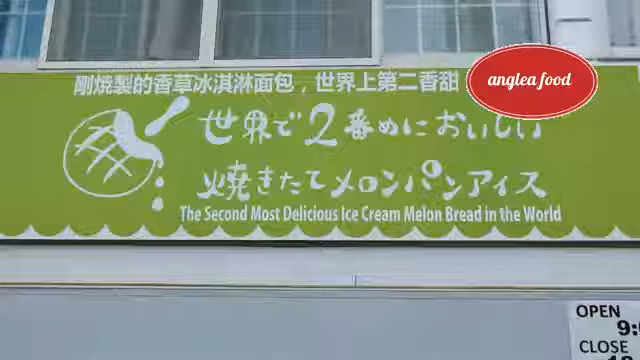 剛焼製的香草冰淇淋面包，世界上第二香甜
anglea food
世界で2番めにおいしい
焼きたてメロンパンアイス
The Second Most Delicious Ice Cream Melon Bread in the World
OPEN
CLOSE